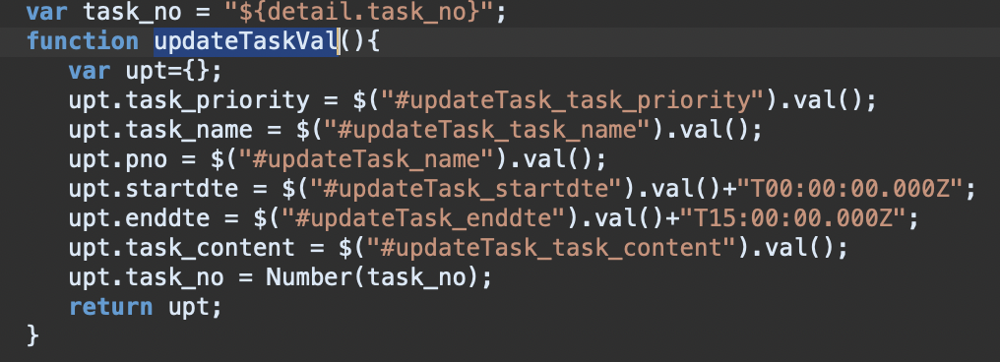 var task_no = "${detail.task_no}";
function updateTaskVal(){
var upt={};
upt.task_priority = $("#updateTask_task_priority").val();
upt.task_name = $("#updateTask_task_name").val();
upt.pno = $("#updateTask_name").val();
upt.startdte = $("#updateTask_startdte").val()+"T00:00:00.000Z";
upt.enddte = $("#updateTask_enddte").val()+"T15:00:00.000Z";
upt.task_content = $("#updateTask_task_content").val();
upt.task_no = Number(task_no);
return upt;
}